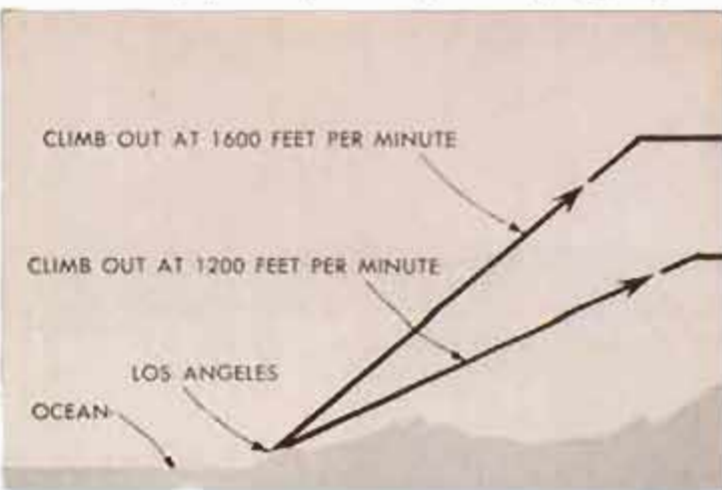 CLIMB OUT AT 1600 FEET PER MINUTE
CLIMB OUT AT 1200 FEET PER MINUTE
LOS ANGELES
OCEAN